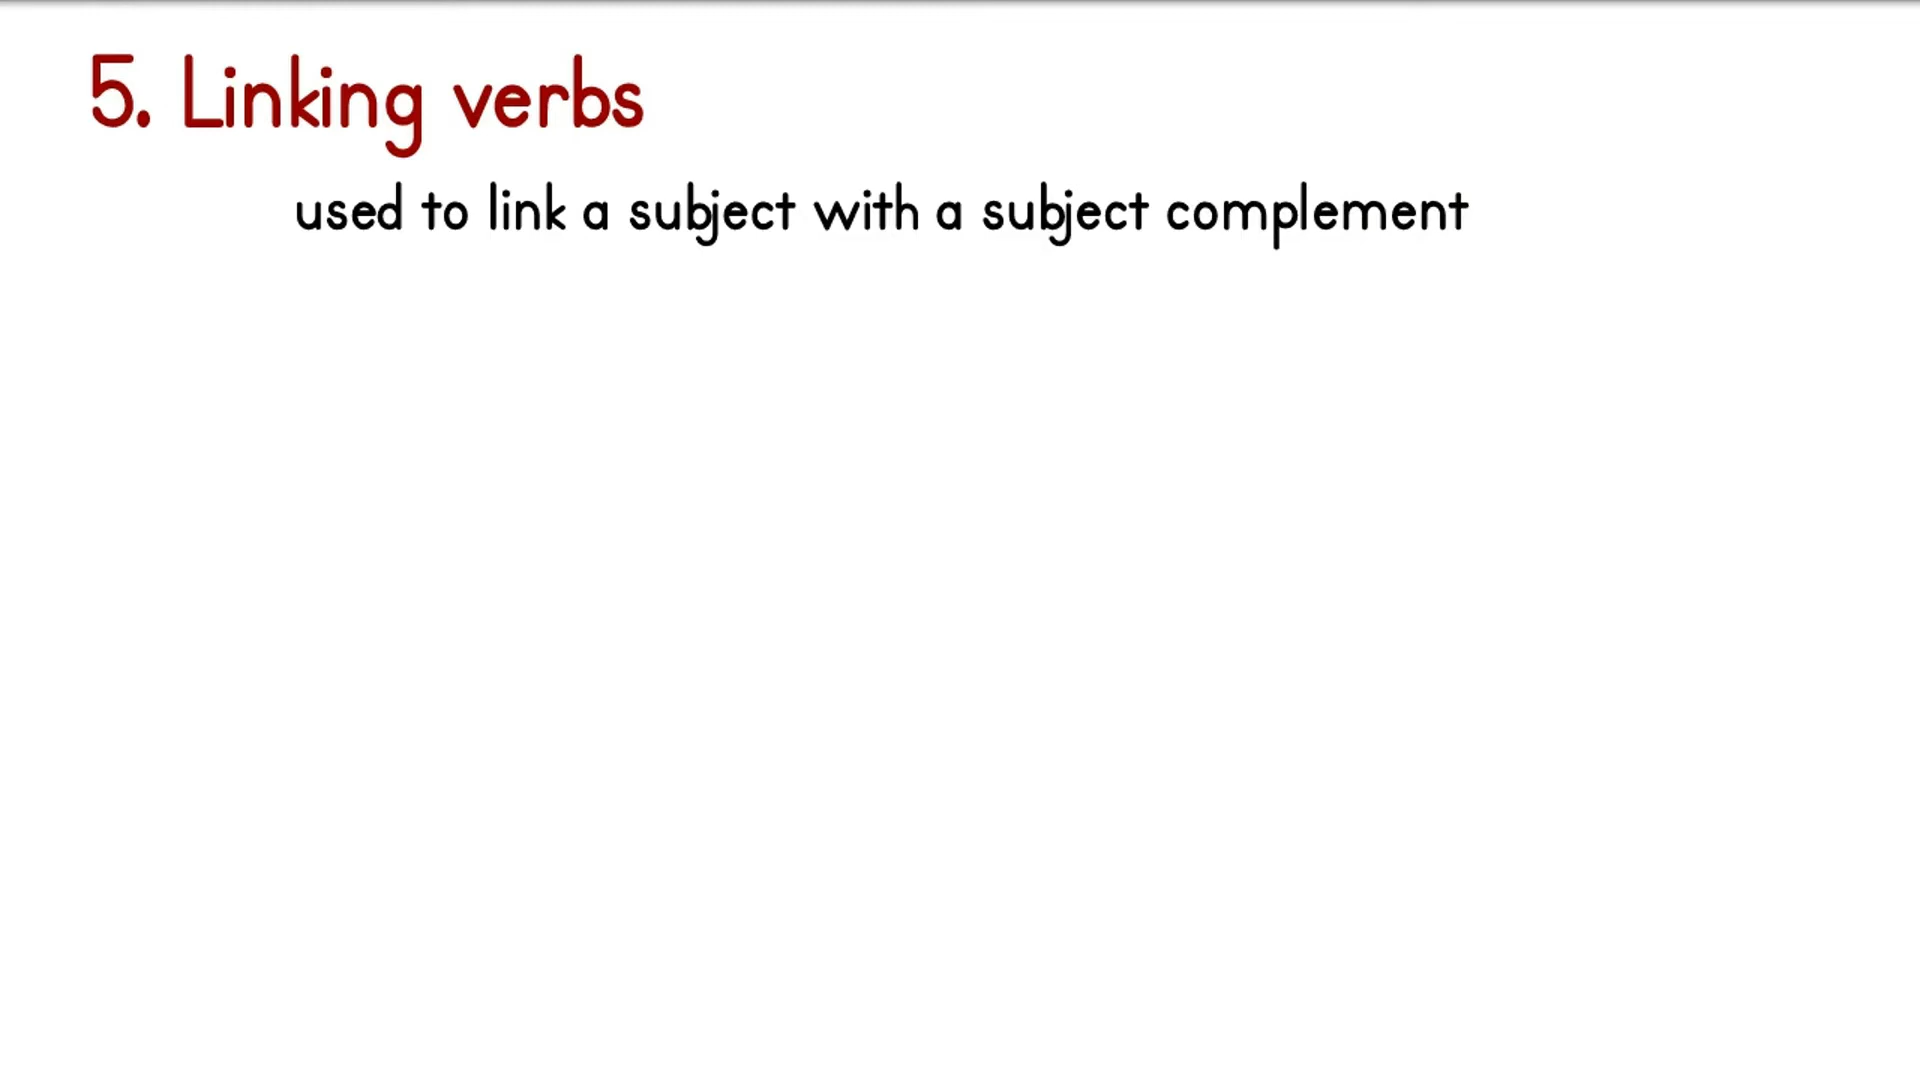 5. Linking verbs
used to link a subject with a subject complement